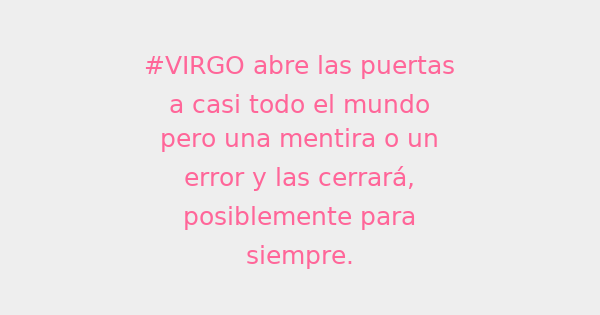 #VIRGO abre las puertas
a casi todo el mundo
pero una mentira o un
error y las cerrará,
posiblemente para
siempre.